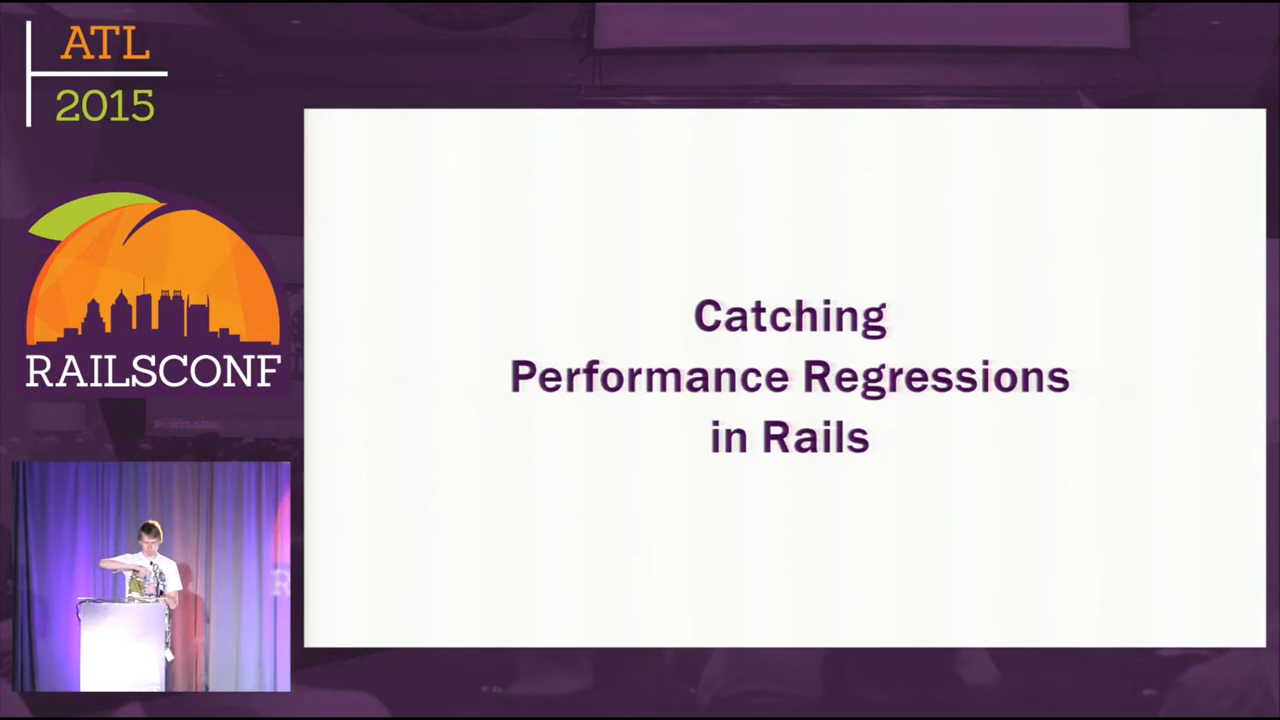 ATL
2015
RAILSCONF
Catching
Performance Regressions
in Rails